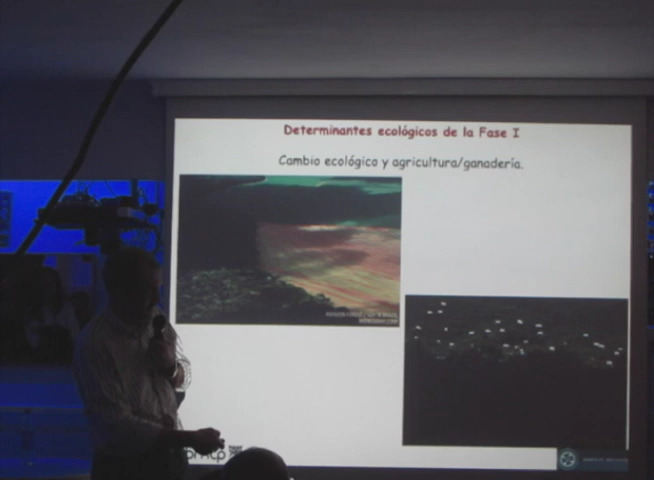 Determinantes ecológicos de la Fase I
Cambio ecológico y agricultura/ganadería.